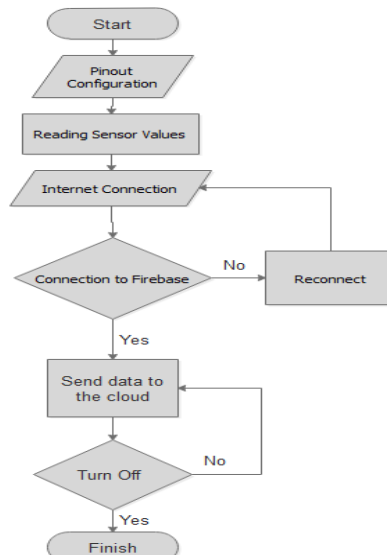 Start
Pinout
Configuration
Reading Sensor Values
Internet Connection
Connection to Firebase
No
Reconnect
Yes
Send data to
the cloud
Turn Off
No
Yes
Finish